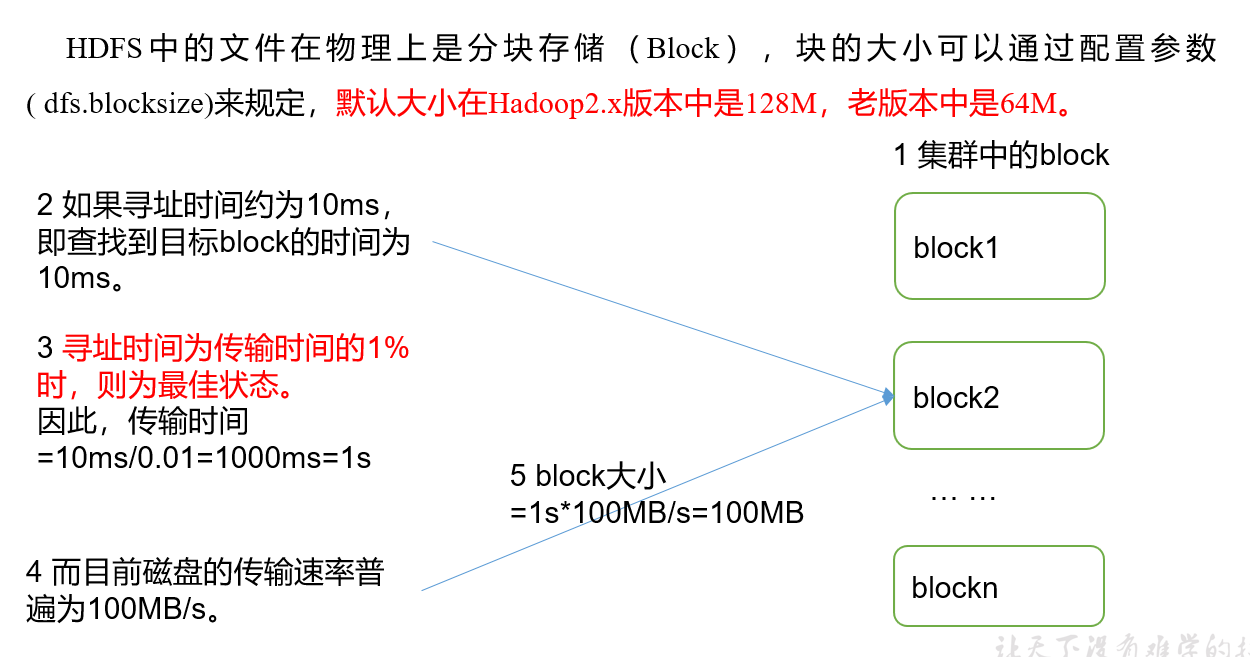 HDFS中的文件在物理上是分块存储（Block），块的大小可以通过配置参数
( dfs.blocksize)来规定，默认大小在Hadoop2.x版本中是128M，老版本中是64M。
1 集群中的block
2 如果寻址时间约为10ms，
即查找到目标block的时间为
10ms。
block1
3 寻址时间为传输时间的1%
时，则为最佳状态。
因此，传输时间
=10ms/0.01=1000ms=1s
block2
5 block大小
=1s*100MB/s=100MB
… …
4 而目前磁盘的传输速率普
遍为100MB/s。
blockn
让天下没有难学的技